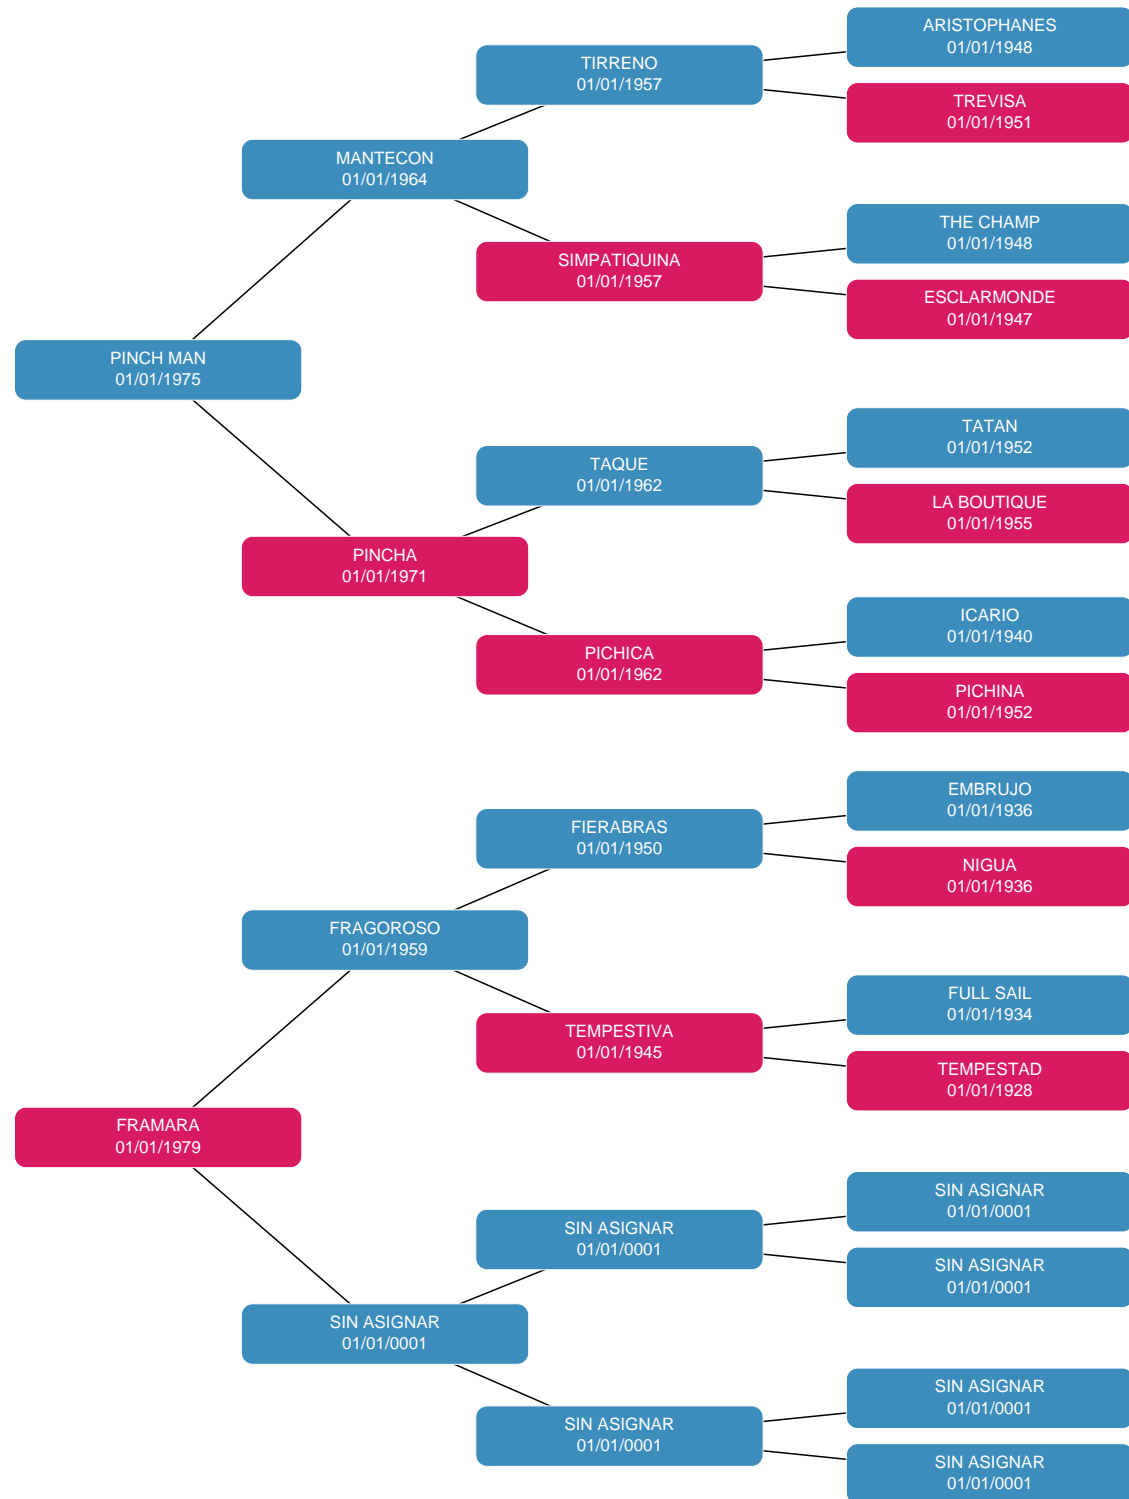 ARISTOPHANES
01/01/1948
TIRRENO
01/01/1957
TREVISA
01/01/1951
MANTECON
01/01/1964
THE CHAMP
01/01/1948
SIMPATIQUINA
01/01/1957
ESCLARMONDE
01/01/1947
PINCH MAN
01/01/1975
TATAN
01/01/1952
TAQUE
01/01/1962
LA BOUTIQUE
01/01/1955
PINCHA
01/01/1971
ICARIO
01/01/1940
PICHICA
01/01/1962
PICHINA
01/01/1952
EMBRUJO
01/01/1936
FIERABRAS
01/01/1950
NIGUA
01/01/1936
FRAGOROSO
01/01/1959
FULL SAIL
01/01/1934
TEMPESTIVA
01/01/1945
TEMPESTAD
01/01/1928
FRAMARA
01/01/1979
SIN ASIGNAR
01/01/0001
SIN ASIGNAR
01/01/0001
SIN ASIGNAR
01/01/0001
SIN ASIGNAR
01/01/0001
SIN ASIGNAR
01/01/0001
SIN ASIGNAR
01/01/0001
SIN ASIGNAR
01/01/0001